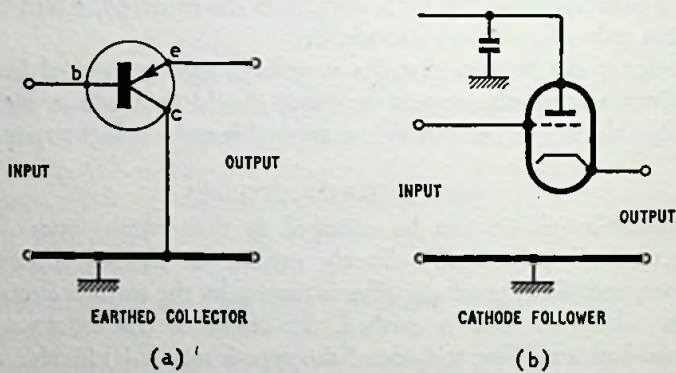 e
b
c
INPUT
OUTPUT
INPUT
OUTPUT
EARTHED COLLECTOR
CATHODE FOLLOWER
(a)
(b)